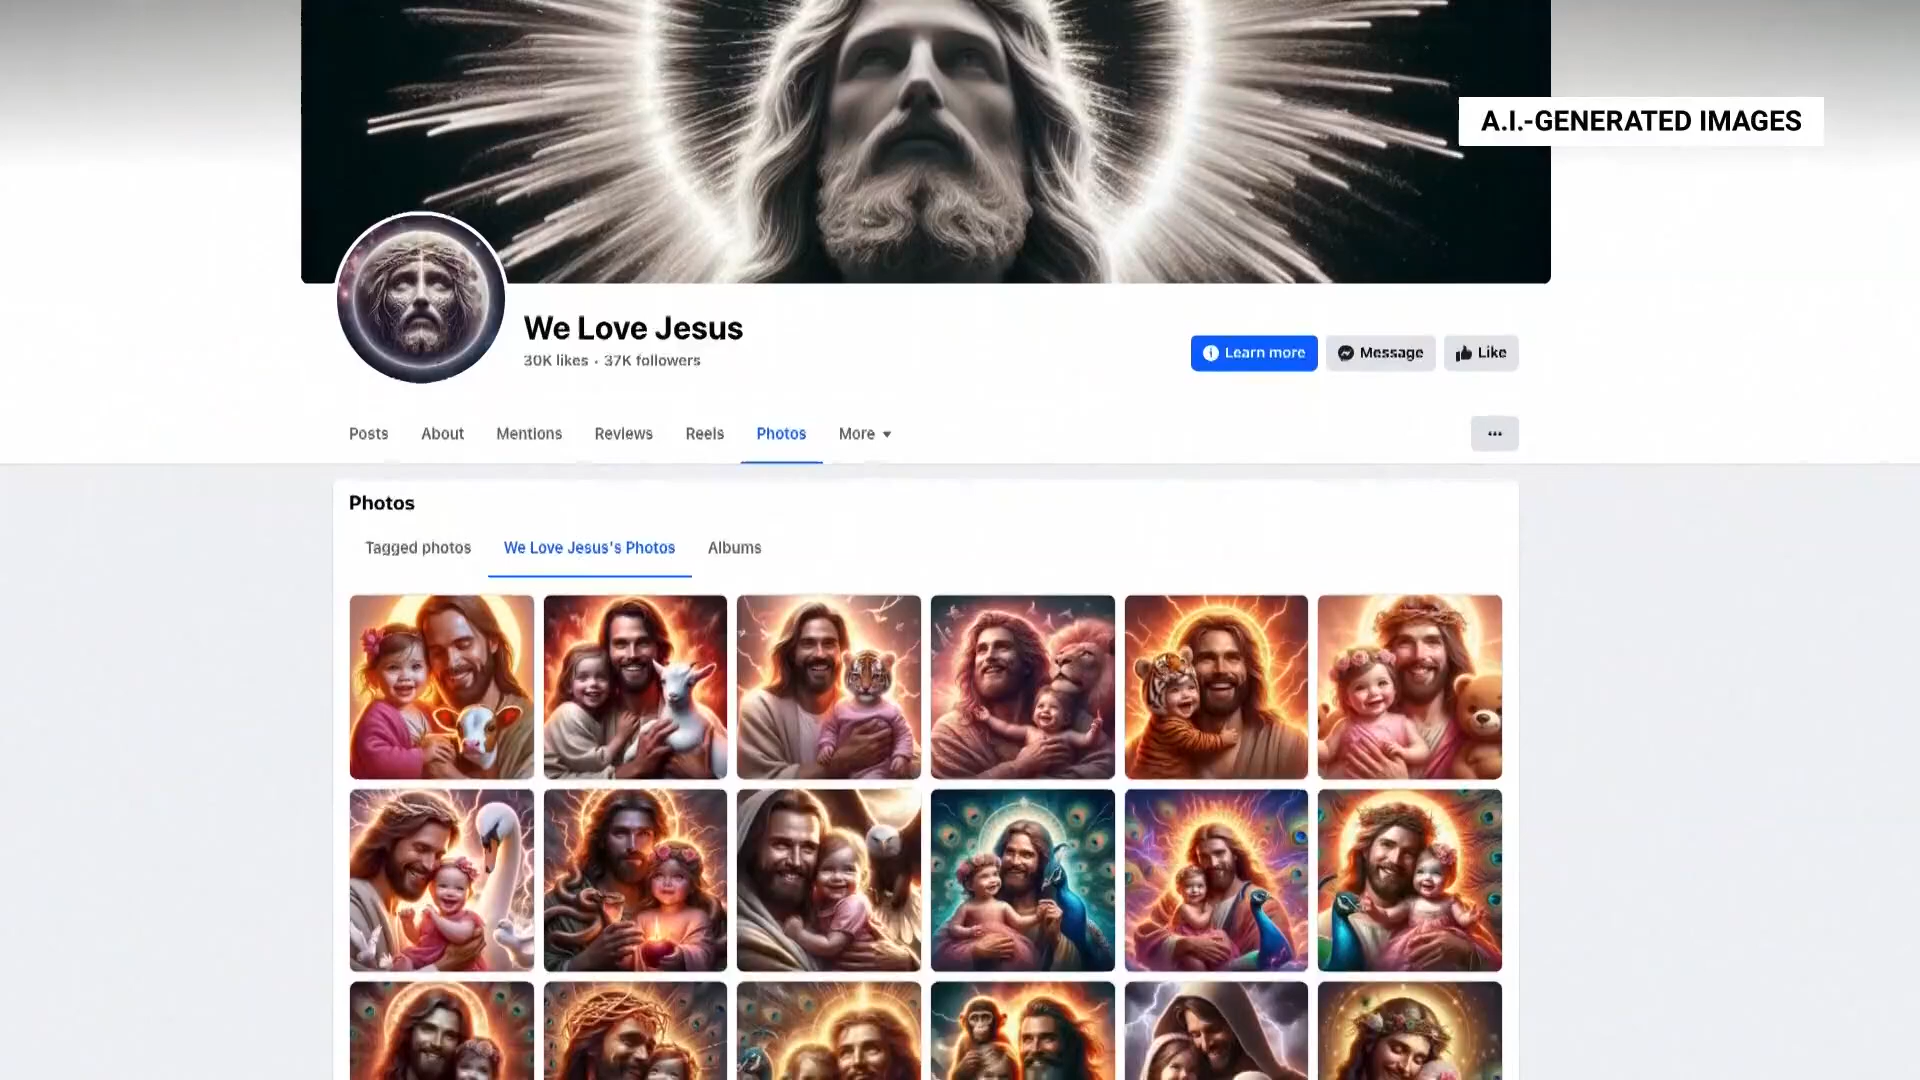 A.I.-GENERATED IMAGES
We Love Jesus
30K likes · 37K followers
Learn more
Message
Like
Posts
About
Mentions
Reviews
Reels
Photos
More
Photos
Tagged photos
We Love Jesus's Photos
Albums